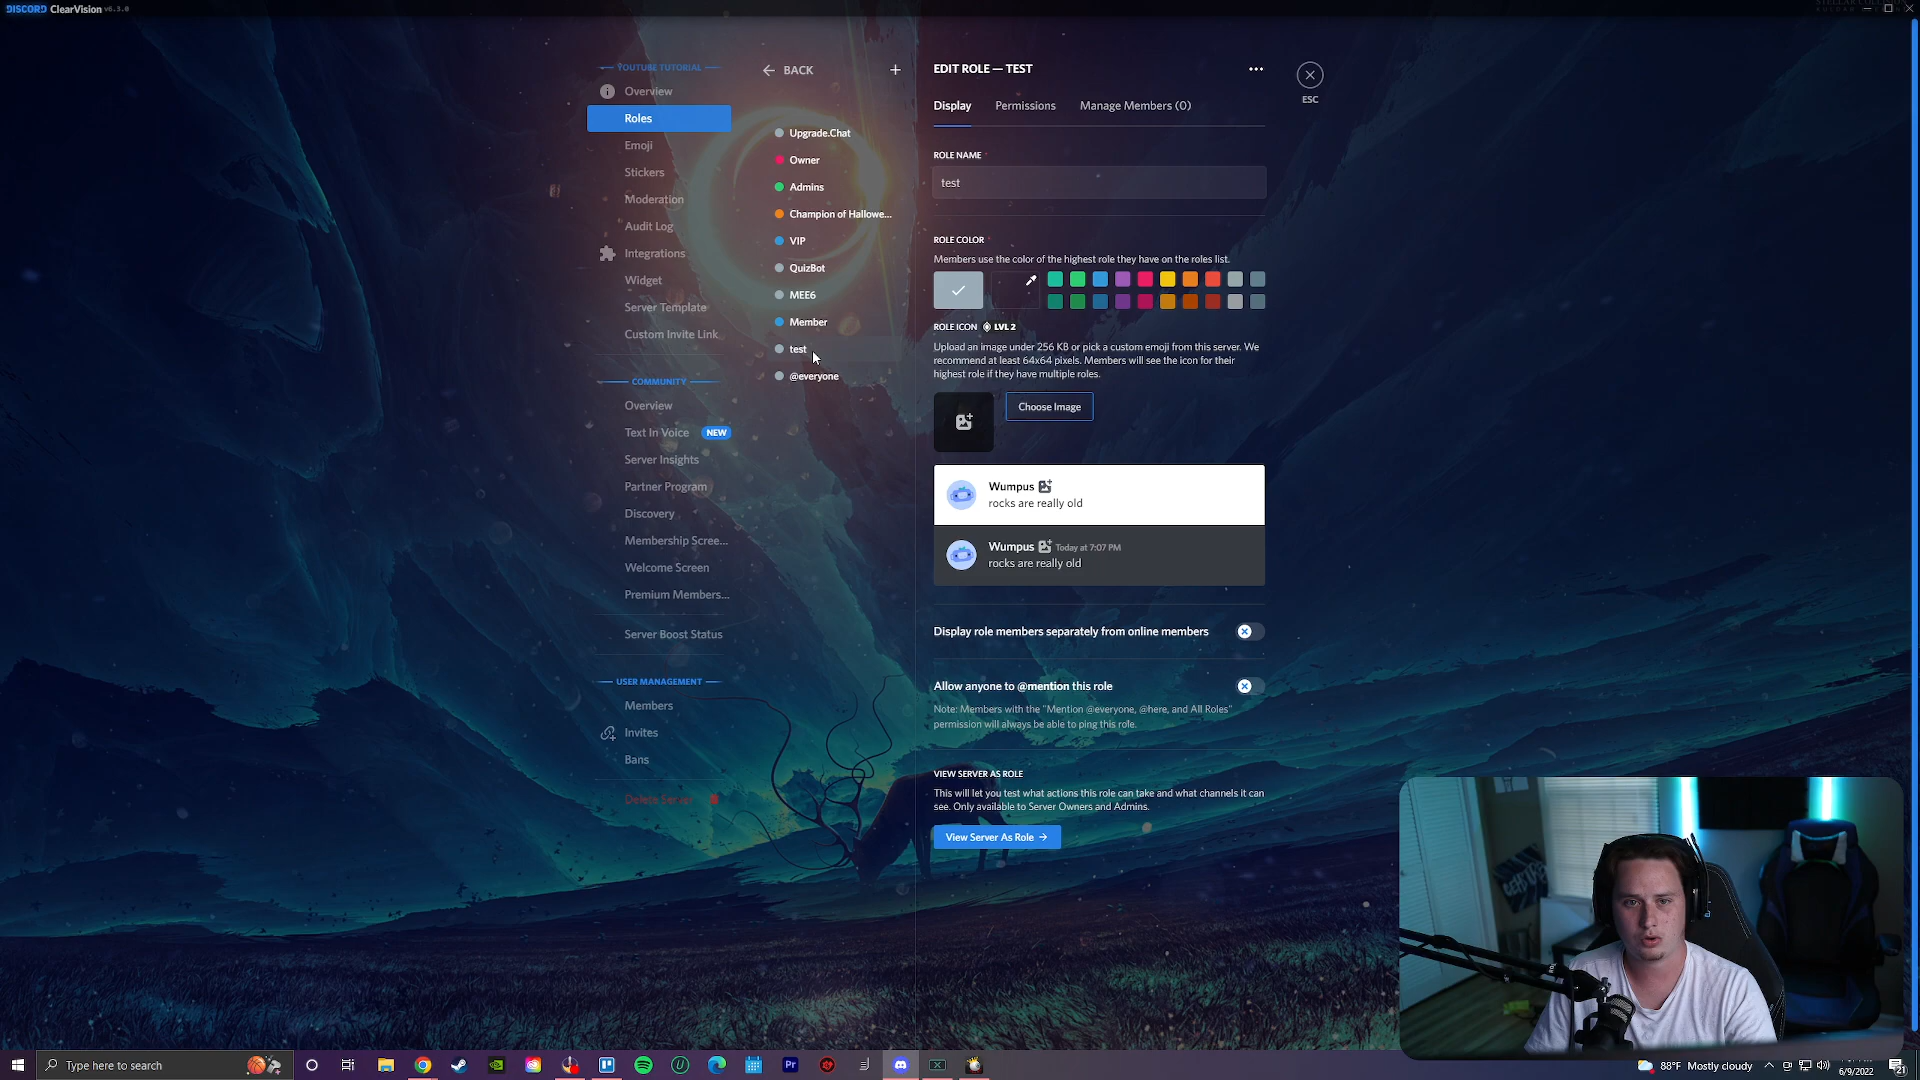 DISCORD ClearVision v6.3.0
YOUTUBE TUTORIAL
Overview
Roles
Emoji
Stickers
Moderation
Audit Log
Integrations
Widget
Server Template
Custom Invite Link
COMMUNITY
Overview
Text In Voice NEW
Server Insights
Partner Program
Discovery
Membership Scree...
Welcome Screen
Premium Members...
Server Boost Status
USER MANAGEMENT
Members
Invites
Bans
Delete Server
BACK
Upgrade.Chat
Owner
Admins
Champion of Hallowe...
VIP
QuizBot
MEE6
Member
test
@everyone
EDIT ROLE — TEST
ESC
Display Permissions Manage Members (0)
ROLE NAME *
test
ROLE COLOR *
Members use the color of the highest role they have on the roles list.
ROLE ICON LVL 2
Upload an image under 256 KB or pick a custom emoji from this server. We
recommend at least 64x64 pixels. Members will see the icon for their
highest role if they have multiple roles.
Choose Image
Wumpus
rocks are really old
Wumpus Today at 7:07 PM
rocks are really old
Display role members separately from online members
Allow anyone to @mention this role
Note: Members with the "Mention @everyone, @here, and All Roles"
permission will always be able to ping this role.
VIEW SERVER AS ROLE
This will let you test what actions this role can take and what channels it can
see. Only available to Server Owners and Admins.
View Server As Role
Type here to search
Pr
88°F Mostly cloudy
6/9/2022
21